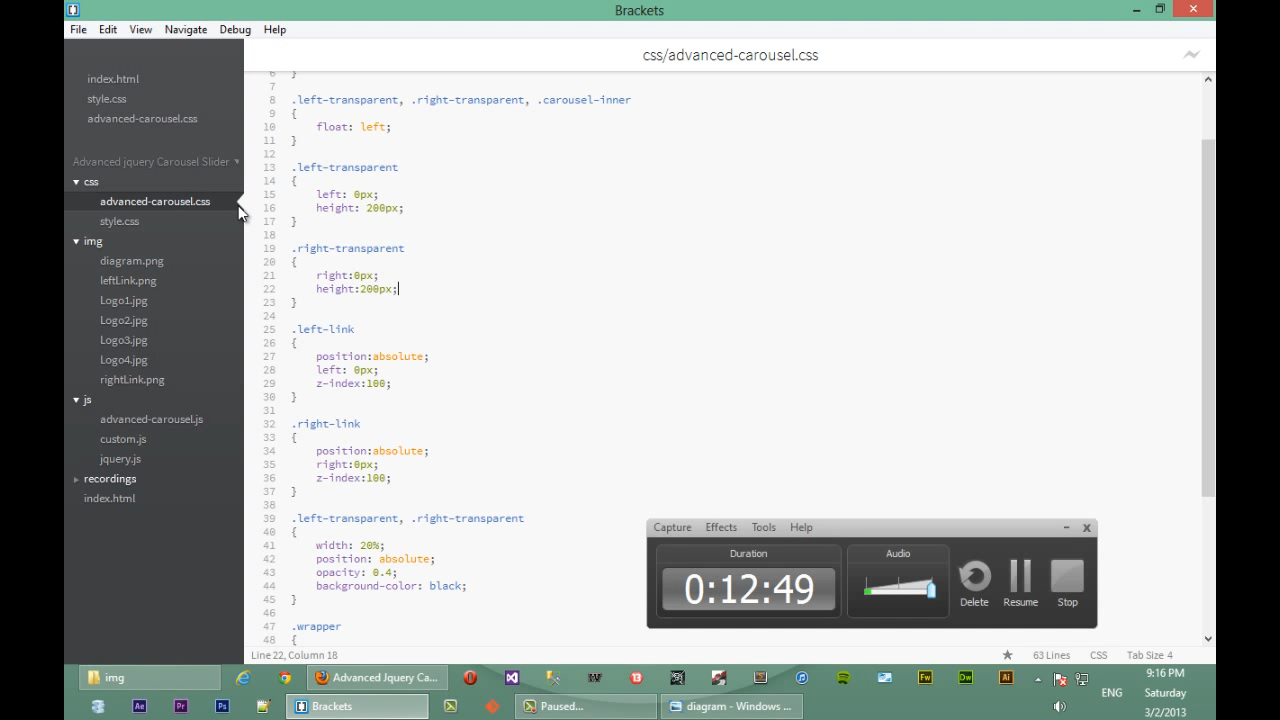 Brackets
File Edit View Navigate Debug Help
css/advanced-carousel.css
index.html
style.css
advanced-carousel.css
Advanced jquery Carousel Slider
css
advanced-carousel.css
style.css
img
diagram.png
leftLink.png
Logo1.jpg
Logo2.jpg
Logo3.jpg
Logo4.jpg
rightLink.png
js
advanced-carousel.js
custom.js
jquery.js
recordings
index.html
6 }
7
8 .left-transparent, .right-transparent, .carousel-inner
9 {
10 float: left;
11 }
12
13 .left-transparent
14 {
15 left: 0px;
16 height: 200px;
17 }
18
19 .right-transparent
20 {
21 right:0px;
22 height:200px;
23 }
24
25 .left-link
26 {
27 position:absolute;
28 left: 0px;
29 z-index:100;
30 }
31
32 .right-link
33 {
34 position:absolute;
35 right:0px;
36 z-index:100;
37 }
38
39 .left-transparent, .right-transparent
40 {
41 width: 20%;
42 position: absolute;
43 opacity: 0.4;
44 background-color: black;
45 }
46
47 .wrapper
48 {
Capture Effects Tools Help
Duration
0:12:49
Audio
Delete Resume Stop
Line 22, Column 18
63 Lines CSS Tab Size 4
img
Advanced Jquery Ca...
W
13
Fw
Dw
Ai
9:16 PM
ENG
Saturday
3/2/2013
Ae
Pr
Ps
Brackets
Paused...
diagram - Windows ...